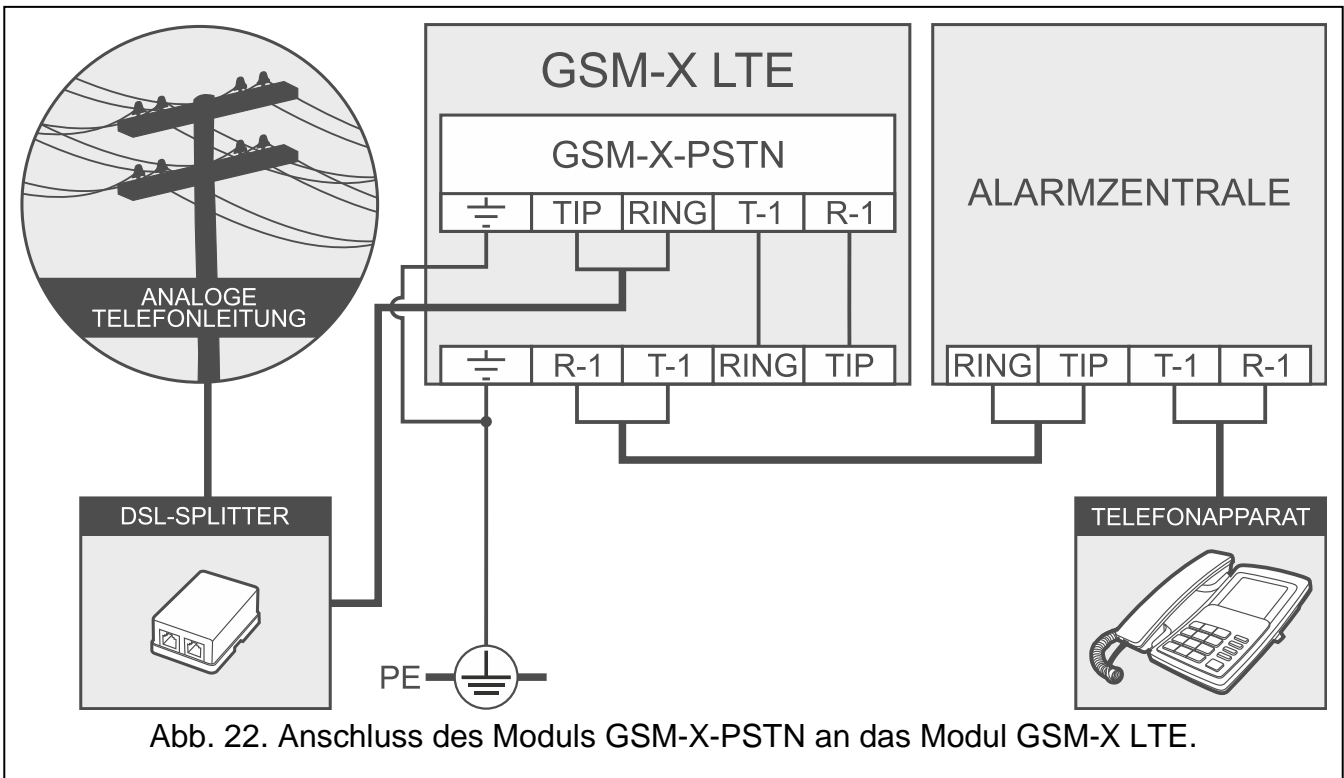 ANALOGE
TELEFONLEITUNG
GSM-X LTE
GSM-X-PSTN
TIP RING T-1 R-1
R-1 T-1 RING TIP
ALARMZENTRALE
RING TIP T-1 R-1
DSL-SPLITTER
TELEFONAPPARAT
PE
Abb. 22. Anschluss des Moduls GSM-X-PSTN an das Modul GSM-X LTE.